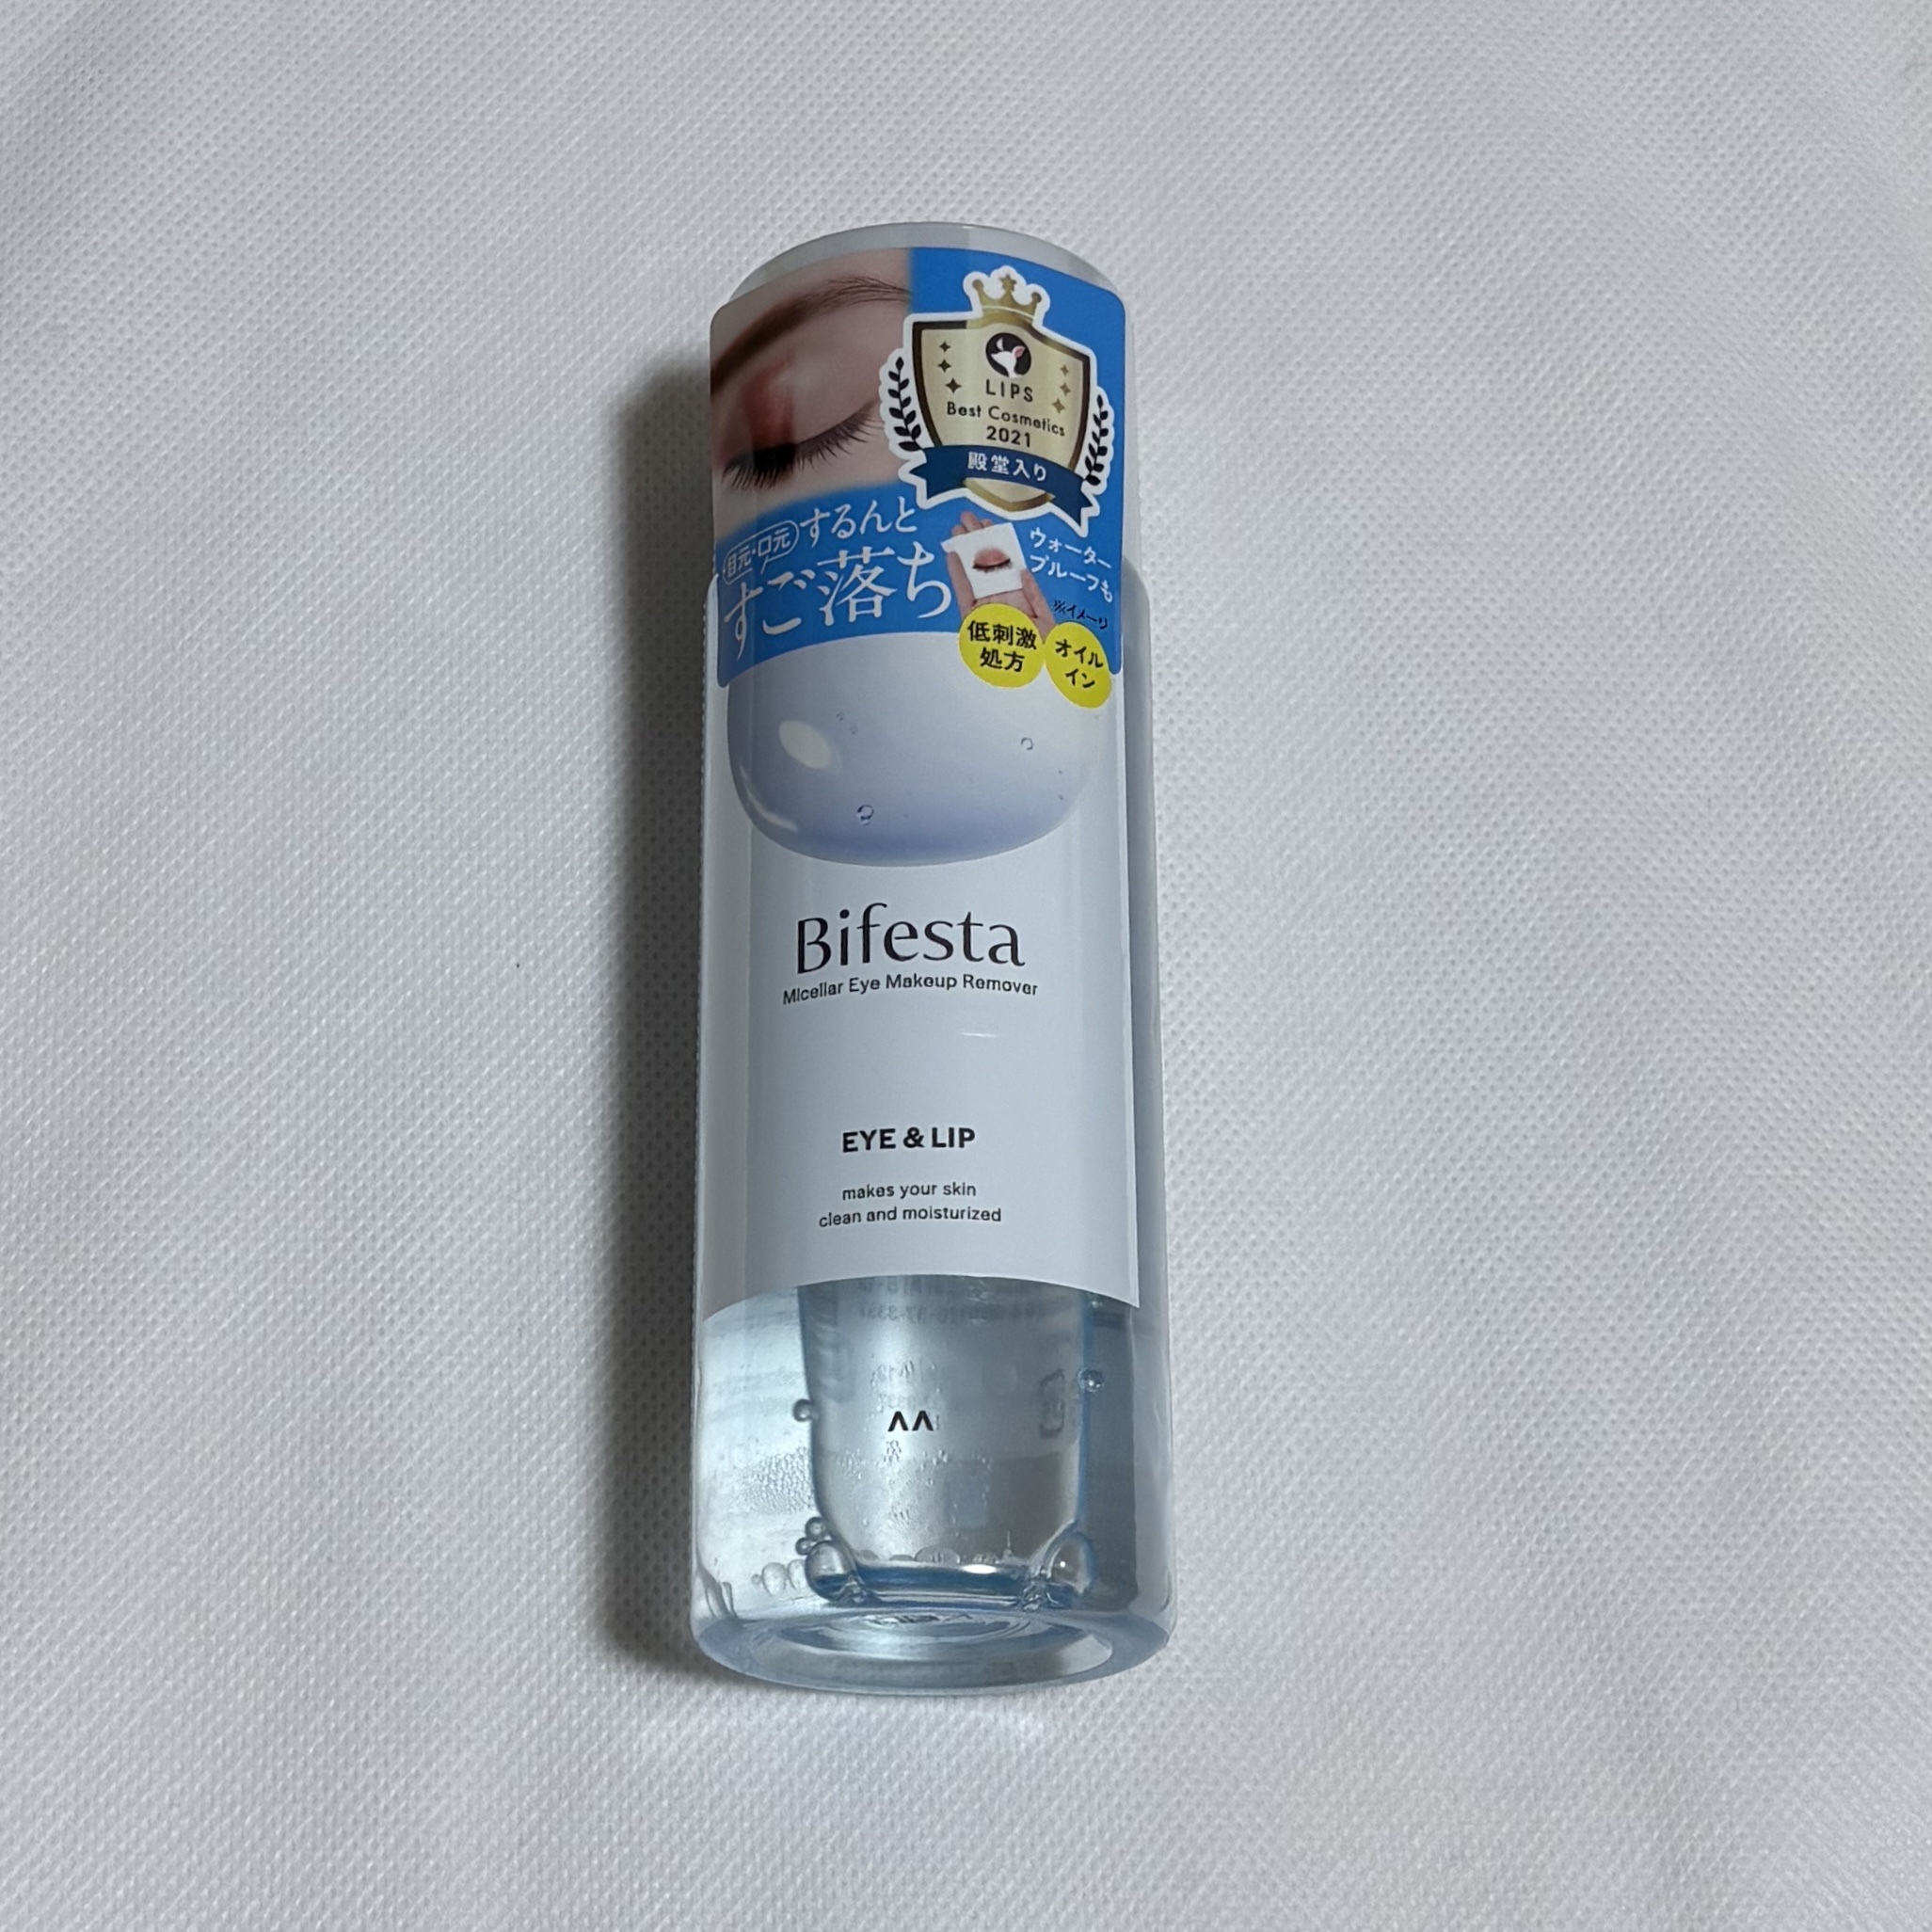 LIPS
Best Cosmetics
2021
殿堂入り
目元・口元 するんと
すご落ち
ウォーター
プルーフも
※イメージ
低刺激
処方
オイル
イン
Bifesta
Micellar Eye Makeup Remover
EYE & LIP
makes your skin
clean and moisturized